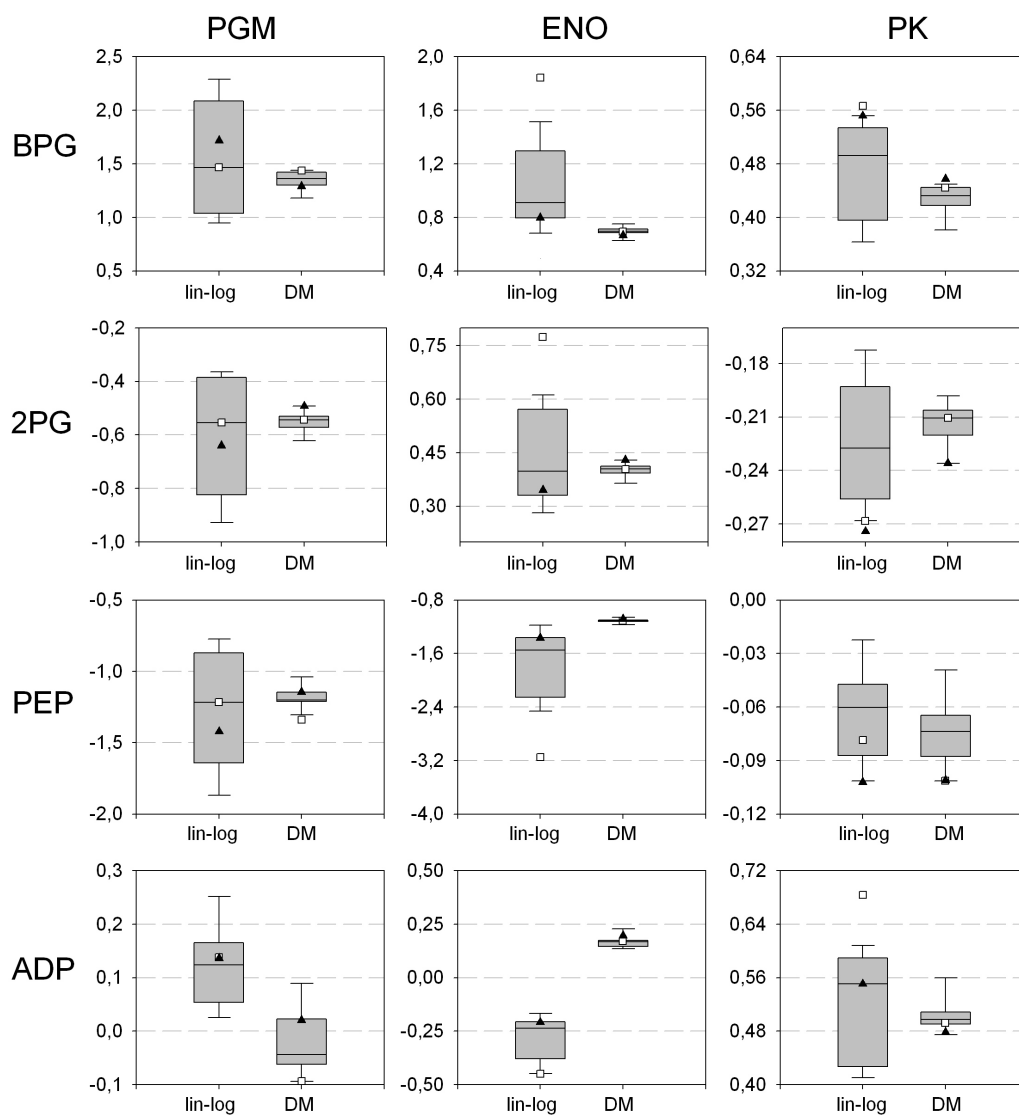 PGM ENO PK
BPG
2,5 2,0 0,64
2,0 1,6 0,56
1,5 1,2 0,48
1,0 0,8 0,40
0,5 0,4 0,32
lin-log DM lin-log DM lin-log DM
2PG
-0,2 0,75 -0,18
-0,4 0,60 -0,21
-0,6 0,45 -0,24
-0,8 0,30 -0,27
-1,0
lin-log DM lin-log DM lin-log DM
PEP
-0,5 -0,8 0,00
-1,0 -1,6 -0,03
-1,5 -2,4 -0,06
-2,0 -3,2 -0,09
-4,0 -0,12
lin-log DM lin-log DM lin-log DM
ADP
0,3 0,50 0,72
0,2 0,25 0,64
0,1 0,00 0,56
0,0 -0,25 0,48
-0,1 -0,50 0,40
lin-log DM lin-log DM lin-log DM